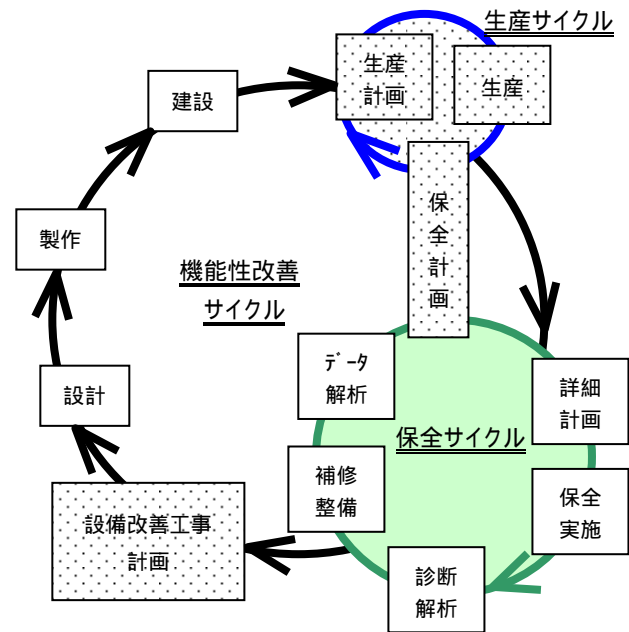 生産サイクル
生産
計画
生産
建設
保
全
計
画
製作
機能性改善
サイクル
データ
解析
詳細
計画
設計
保全サイクル
補修
整備
保全
実施
設備改善工事
計画
診断
解析